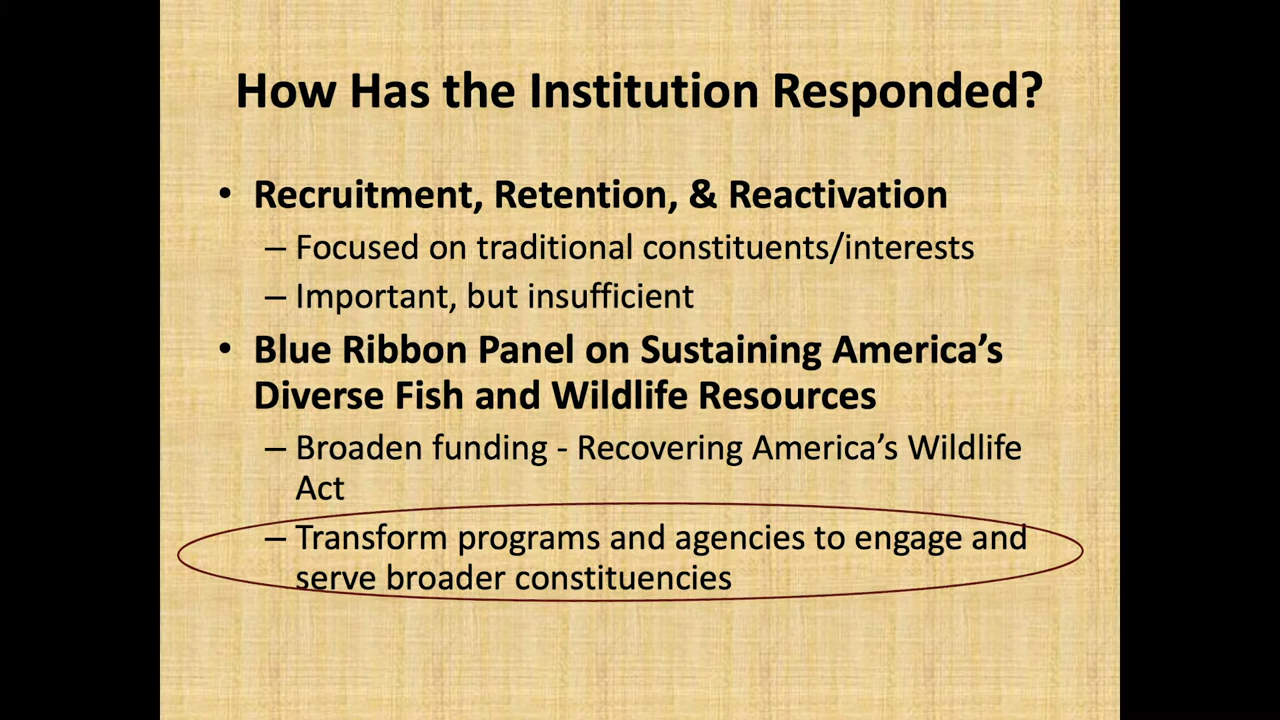 How Has the Institution Responded?
• Recruitment, Retention, & Reactivation
– Focused on traditional constituents/interests
– Important, but insufficient
• Blue Ribbon Panel on Sustaining America’s
Diverse Fish and Wildlife Resources
– Broaden funding - Recovering America’s Wildlife
Act
– Transform programs and agencies to engage and
serve broader constituencies